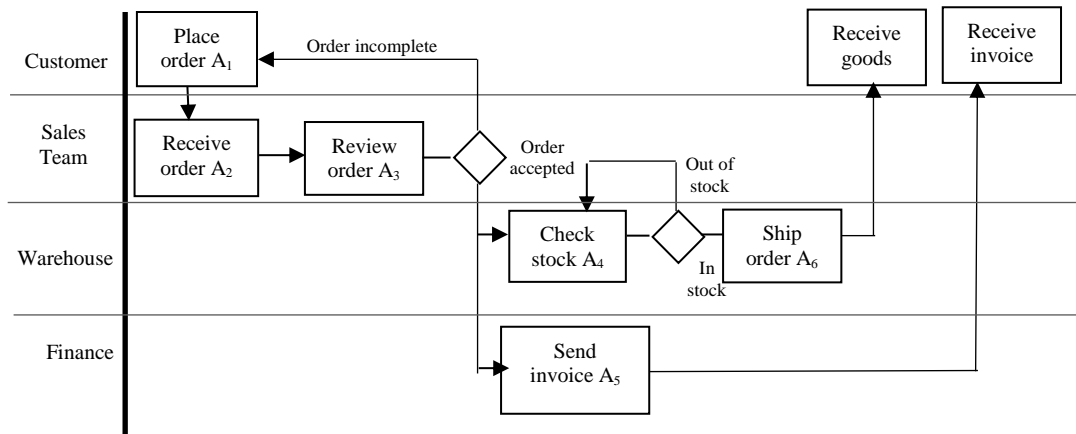 Customer
Place
order A₁
Order incomplete
Receive
goods
Receive
invoice
Sales
Team
Receive
order A₂
Review
order A₃
Order
accepted
Out of
stock
Warehouse
Check
stock A₄
In
stock
Ship
order A₆
Finance
Send
invoice A₅